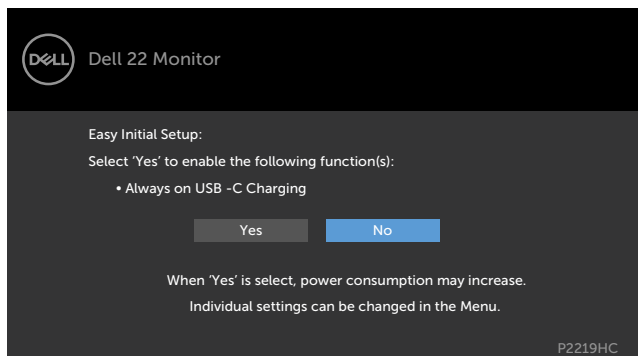 DELL Dell 22 Monitor
Easy Initial Setup:
Select ‘Yes’ to enable the following function(s):
• Always on USB -C Charging
Yes No
When ‘Yes’ is select, power consumption may increase.
Individual settings can be changed in the Menu.
P2219HC